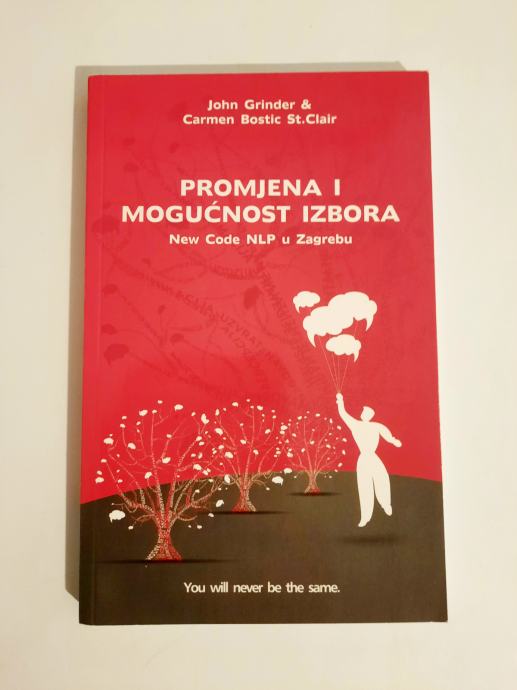 John Grinder &
Carmen Bostic St.Clair
PROMJENA I
MOGUĆNOST IZBORA
New Code NLP u Zagrebu
You will never be the same.